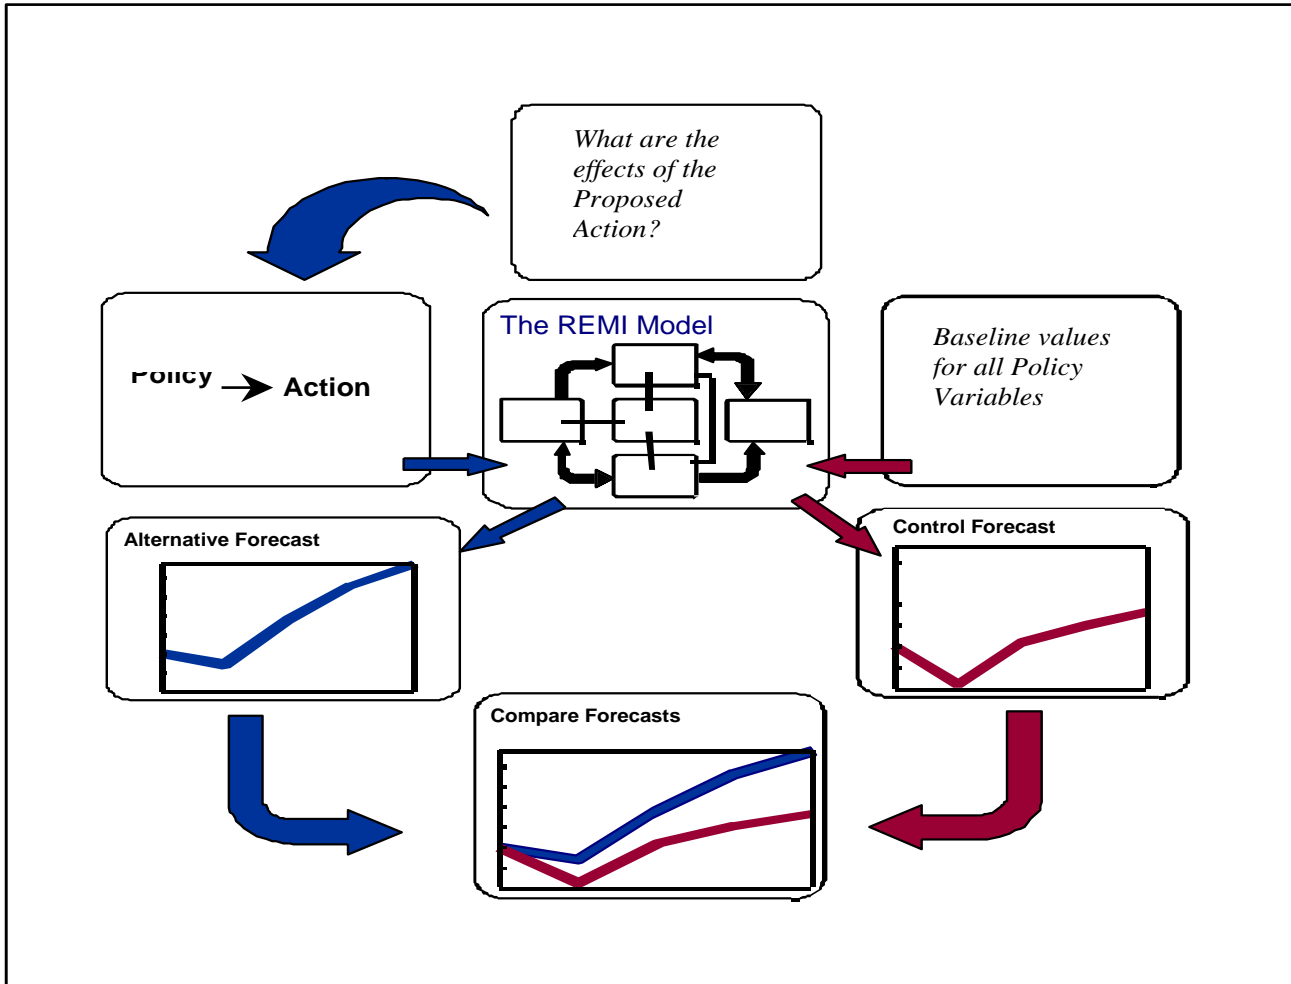 What are the
effects of the
Proposed
Action?
The REMI Model
Policy Action
Baseline values
for all Policy
Variables
Alternative Forecast
Control Forecast
Compare Forecasts